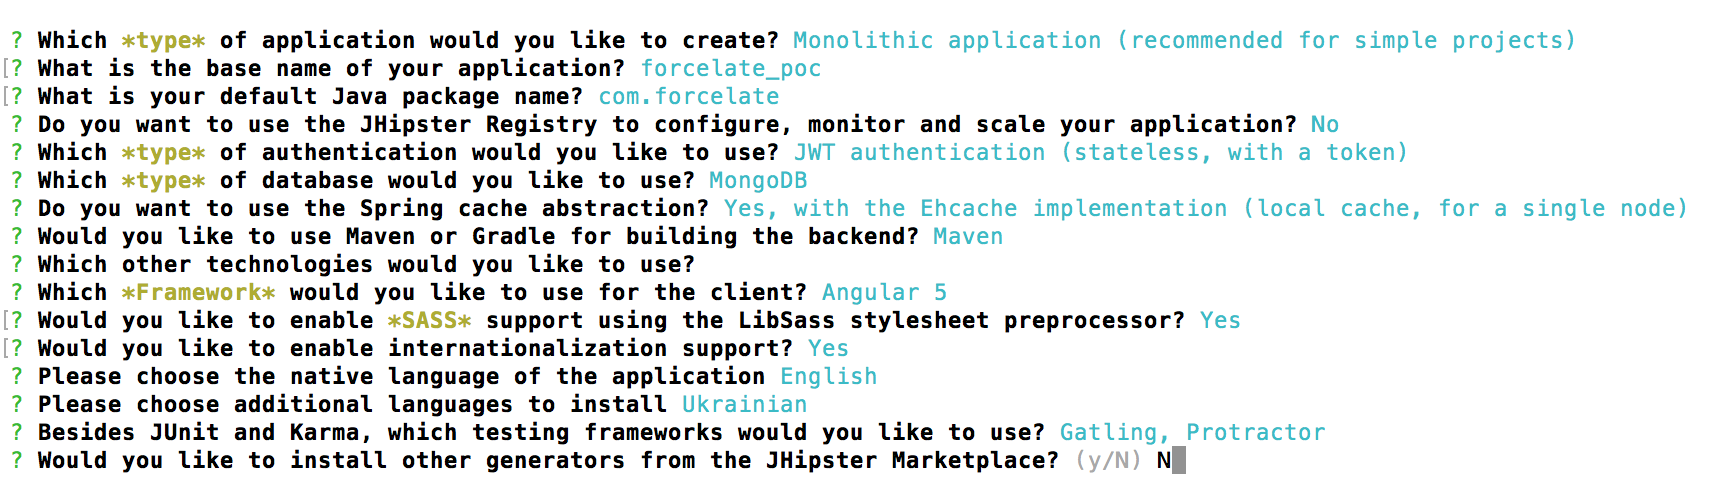 ? Which *type* of application would you like to create? Monolithic application (recommended for simple projects)
[? What is the base name of your application? forcelate_poc
[? What is your default Java package name? com.forcelate
? Do you want to use the JHipster Registry to configure, monitor and scale your application? No
? Which *type* of authentication would you like to use? JWT authentication (stateless, with a token)
? Which *type* of database would you like to use? MongoDB
? Do you want to use the Spring cache abstraction? Yes, with the Ehcache implementation (local cache, for a single node)
? Would you like to use Maven or Gradle for building the backend? Maven
? Which other technologies would you like to use?
? Which *Framework* would you like to use for the client? Angular 5
[? Would you like to enable *SASS* support using the LibSass stylesheet preprocessor? Yes
[? Would you like to enable internationalization support? Yes
? Please choose the native language of the application English
? Please choose additional languages to install Ukrainian
? Besides JUnit and Karma, which testing frameworks would you like to use? Gatling, Protractor
? Would you like to install other generators from the JHipster Marketplace? (y/N) N